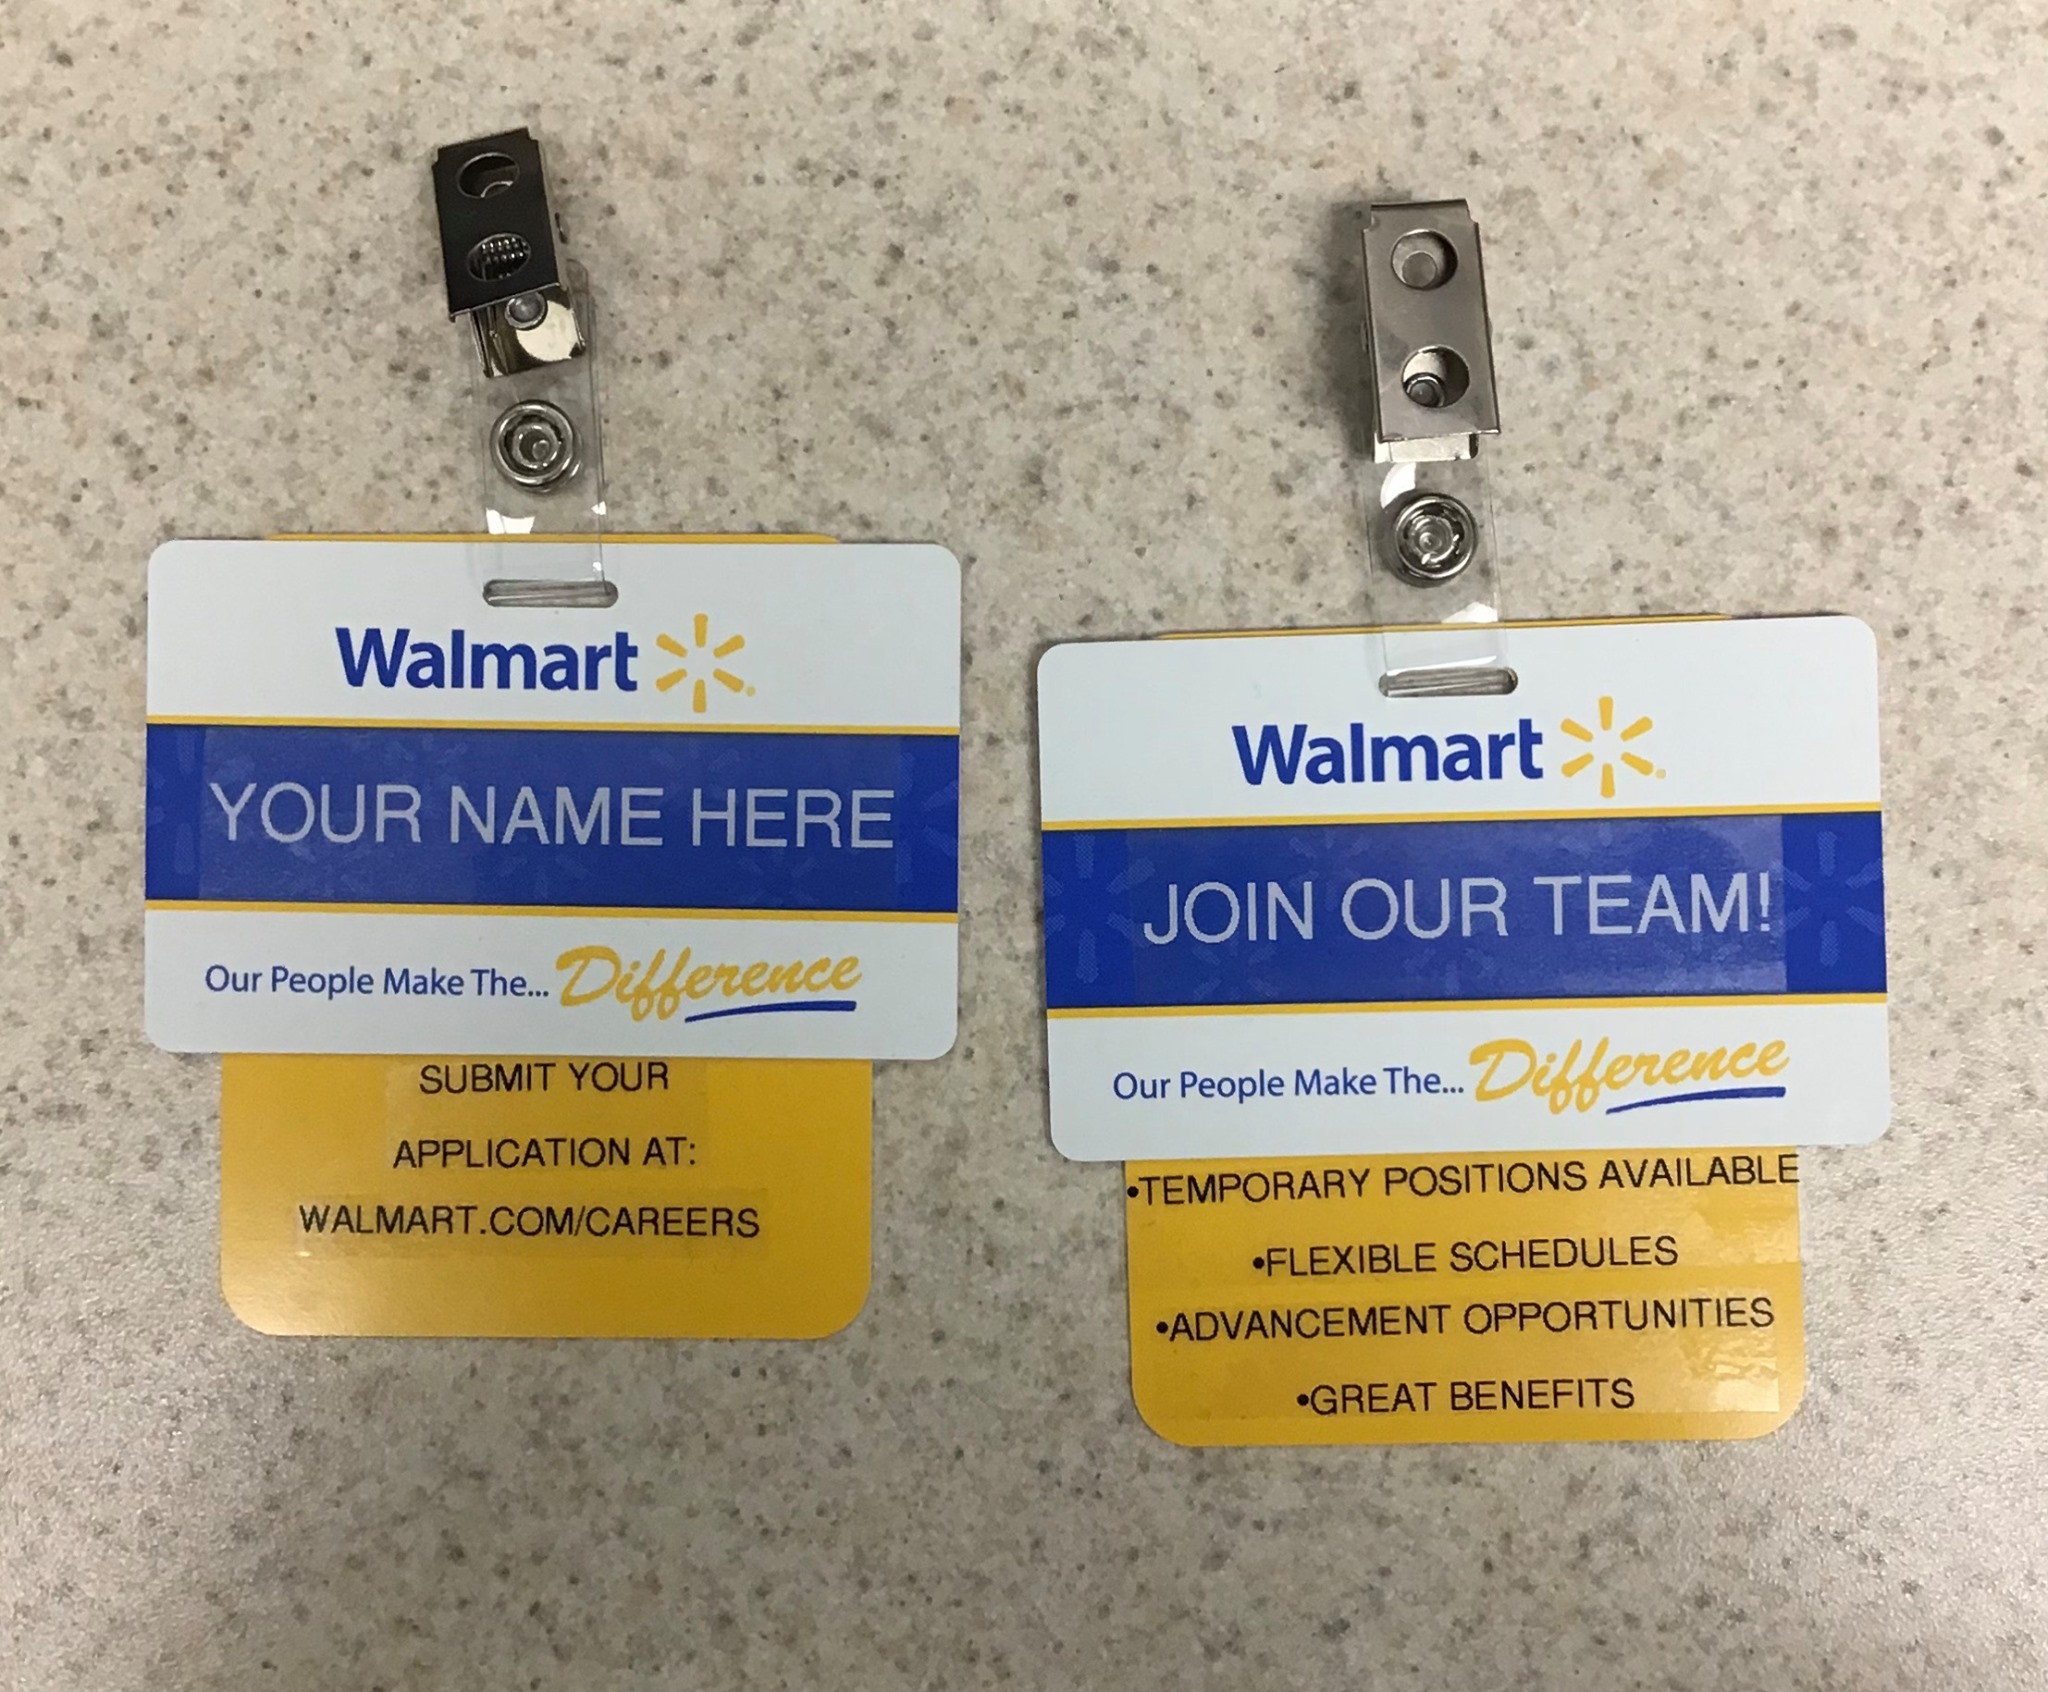 Walmart
YOUR NAME HERE
Our People Make The... Difference
SUBMIT YOUR
APPLICATION AT:
WALMART.COM/CAREERS
Walmart
JOIN OUR TEAM!
Our People Make The... Difference
•TEMPORARY POSITIONS AVAILABLE
•FLEXIBLE SCHEDULES
•ADVANCEMENT OPPORTUNITIES
•GREAT BENEFITS